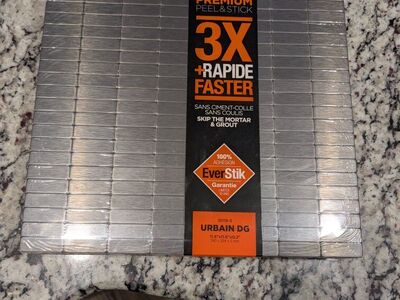 PREMIUM
PEEL&STICK
3X
+RAPIDE
FASTER
SANS CIMENT-COLLE
SANS COULIS
SKIP THE MORTAR
& GROUT
100%
ADHÉSION
EverStik
Garantie
URBAIN DG